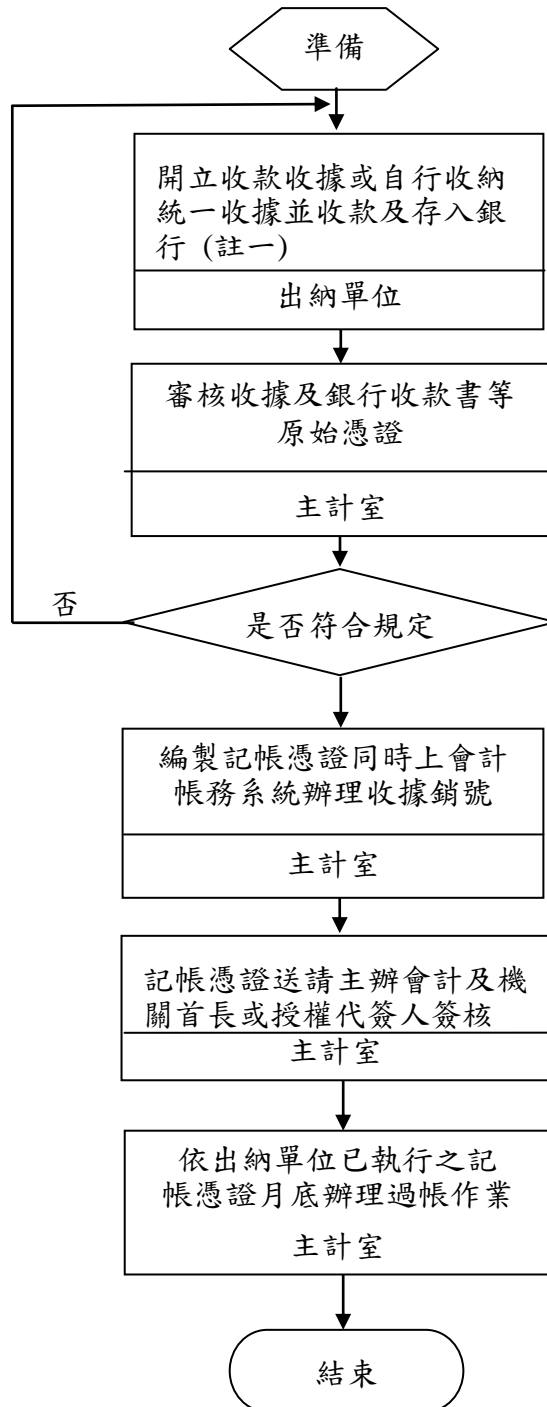 準備
開立收款收據或自行收納
統一收據並收款及存入銀
行 (註一)
出納單位
審核收據及銀行收款書等
原始憑證
主計室
否
是否符合規定
編製記帳憑證同時上會計
帳務系統辦理收據銷號
主計室
記帳憑證送請主辦會計及機
關首長或授權代簽人簽核
主計室
依出納單位已執行之記
帳憑證月底辦理過帳作業
主計室
結束